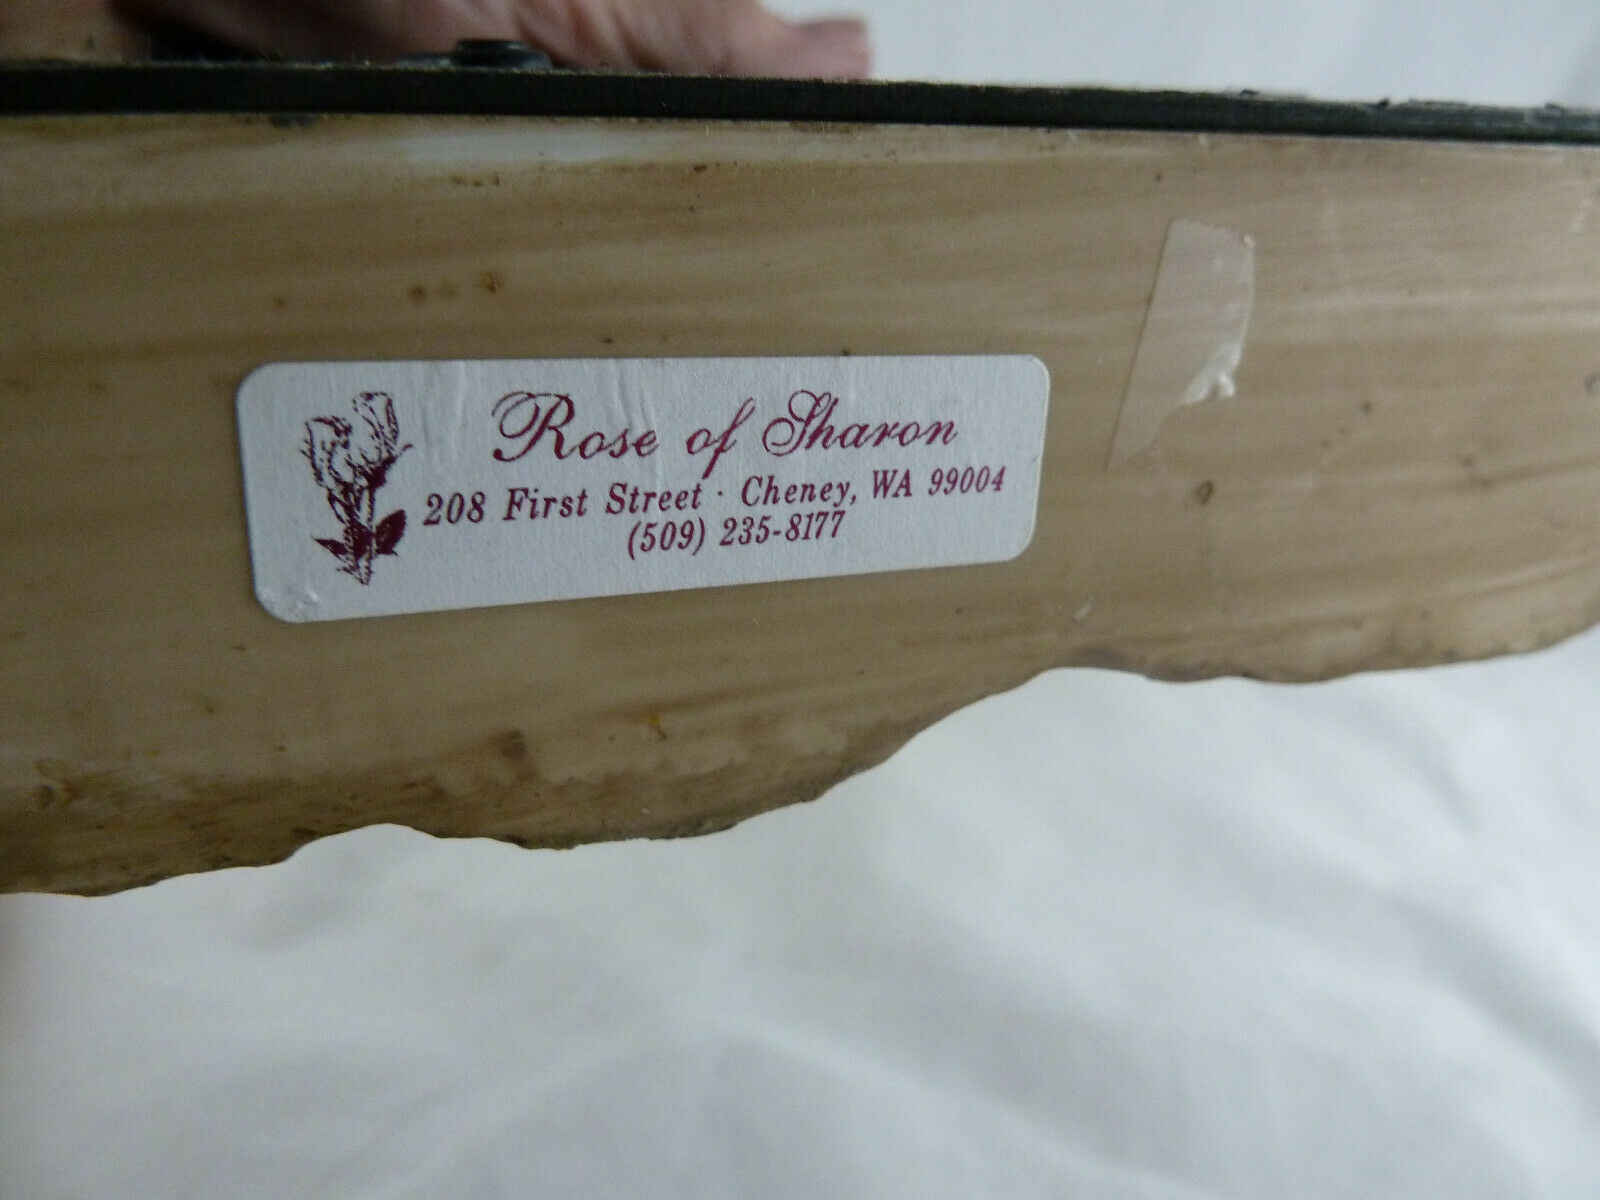 Rose of Sharon
208 First Street · Cheney, WA 99004
(509) 235-8177